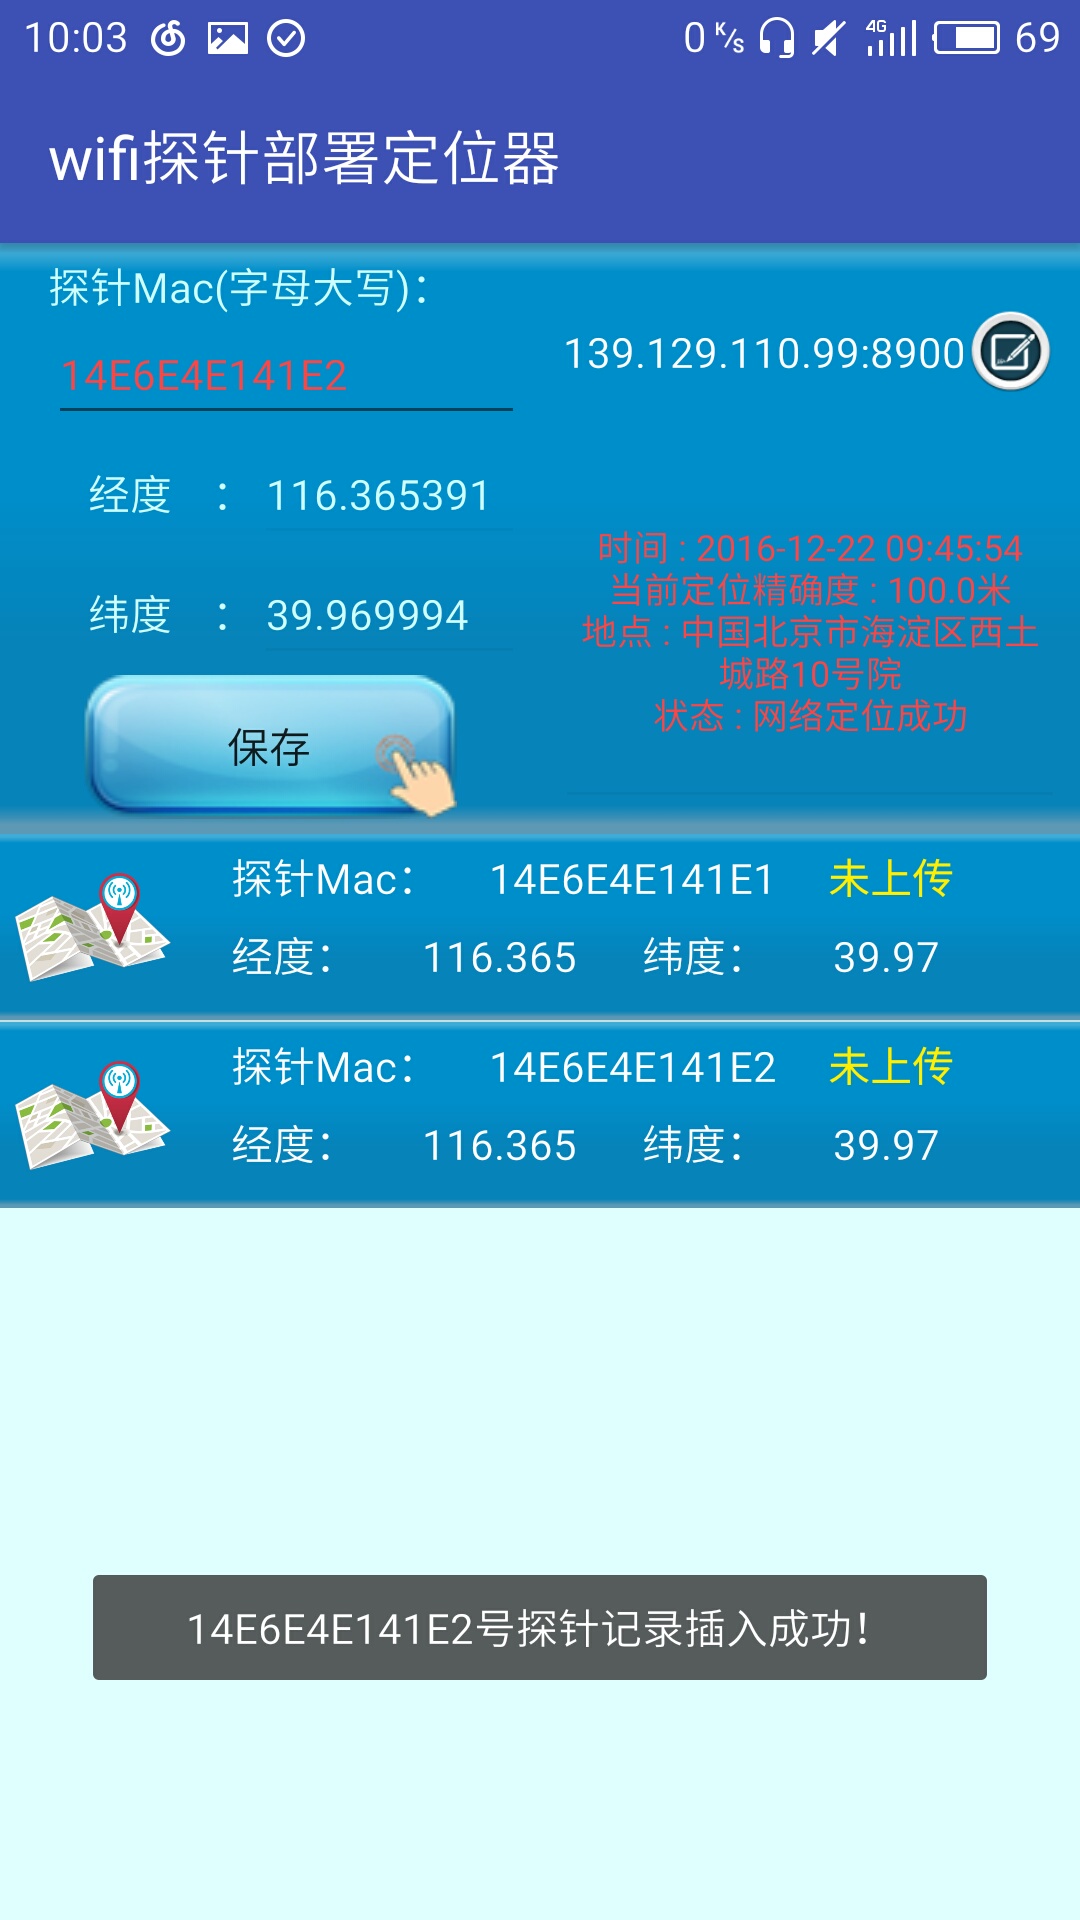 10:03 0 K/s 4G 69
wifi探针部署定位器
探针Mac(字母大写)：
139.129.110.99:8900
14E6E4E141E2
经度 ： 116.365391
纬度 ： 39.969994
时间 : 2016-12-22 09:45:54
当前定位精确度 : 100.0米
地点 : 中国北京市海淀区西土
城路10号院
状态 : 网络定位成功
保存
探针Mac： 14E6E4E141E1 未上传
经度： 116.365 纬度： 39.97
探针Mac： 14E6E4E141E2 未上传
经度： 116.365 纬度： 39.97
14E6E4E141E2号探针记录插入成功！